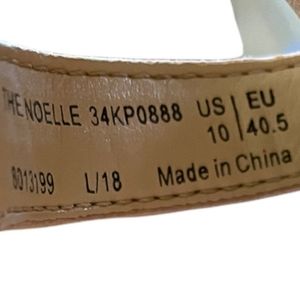 THE NOELLE 34KP0888 US | EU
10 | 40.5
6013199 L/18 Made in China